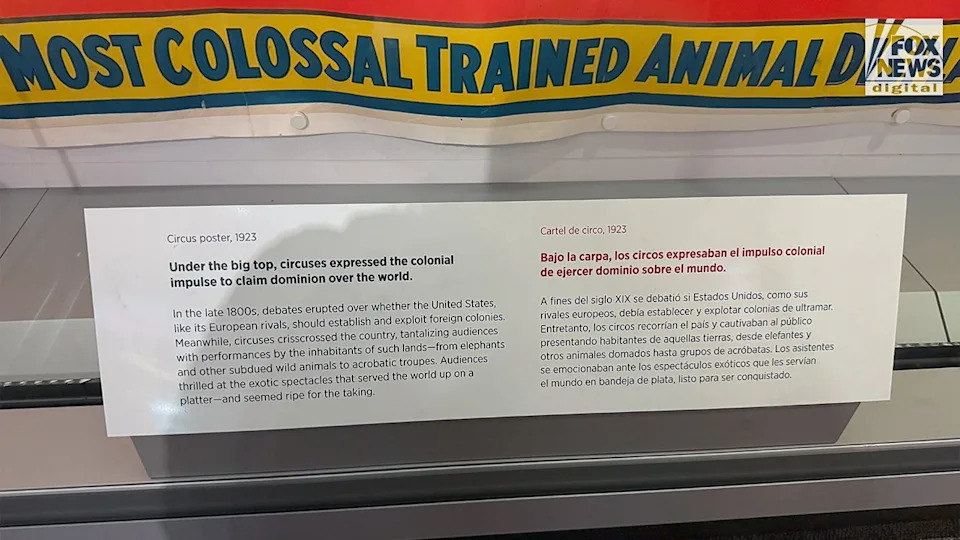 MOST COLOSSAL TRAINED ANIMAL
FOX
NEWS
digital
Circus poster, 1923
Under the big top, circuses expressed the colonial
impulse to claim dominion over the world.
In the late 1800s, debates erupted over whether the United States,
like its European rivals, should establish and exploit foreign colonies.
Meanwhile, circuses crisscrossed the country, tantalizing audiences
with performances by the inhabitants of such lands—from elephants
and other subdued wild animals to acrobatic troupes. Audiences
thrilled at the exotic spectacles that served the world up on a
platter—and seemed ripe for the taking.
Cartel de circo, 1923
Bajo la carpa, los circos expresaban el impulso colonial
de ejercer dominio sobre el mundo.
A fines del siglo XIX se debatió si Estados Unidos, como sus
rivales europeos, debía establecer y explotar colonias de ultramar.
Entretanto, los circos recorrían el país y cautivaban al público
presentando habitantes de aquellas tierras, desde elefantes y
otros animales domados hasta grupos de acróbatas. Los asistentes
se emocionaban ante los espectáculos exóticos que les servían
el mundo en bandeja de plata, listo para ser conquistado.